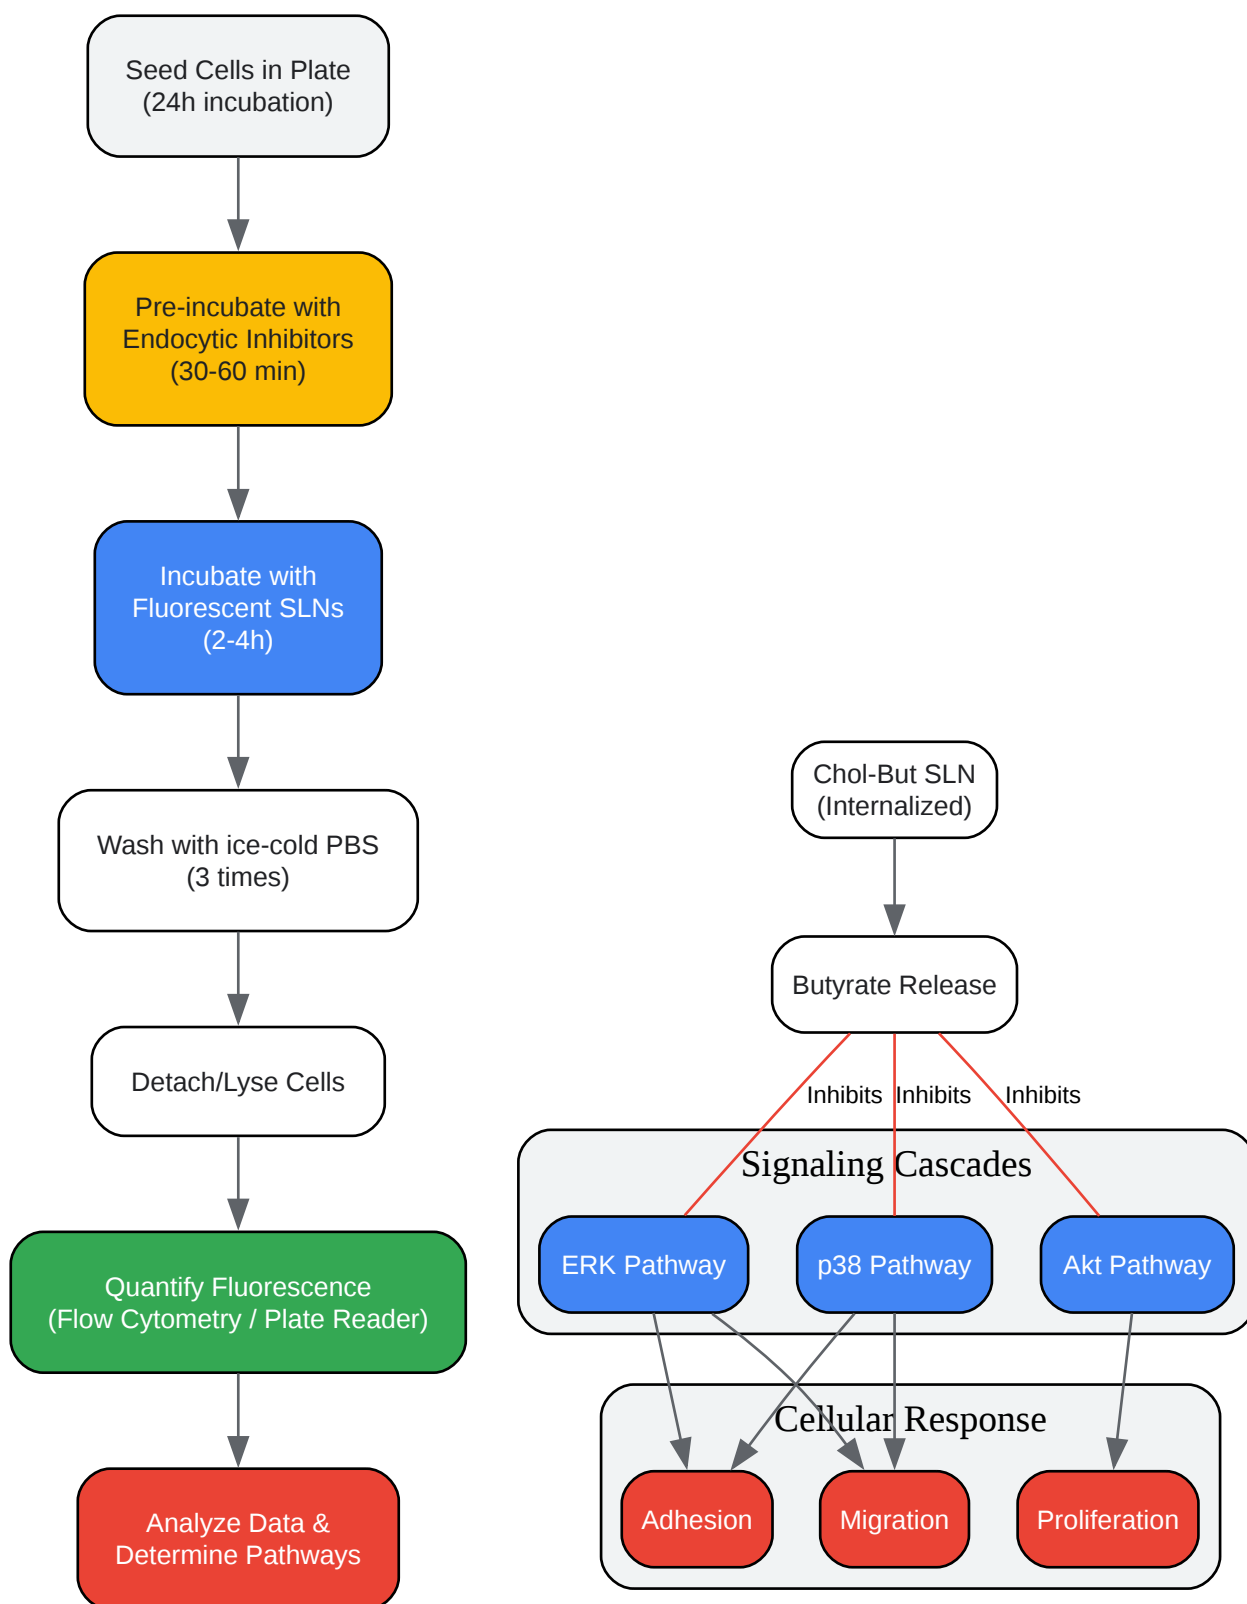 Seed Cells in Plate
(24h incubation)
Pre-incubate with
Endocytic Inhibitors
(30-60 min)
Incubate with
Fluorescent SLNs
(2-4h)
Wash with ice-cold PBS
(3 times)
Detach/Lyse Cells
Quantify Fluorescence
(Flow Cytometry / Plate Reader)
Analyze Data &
Determine Pathways
Chol-But SLN
(Internalized)
Butyrate Release
Inhibits Inhibits Inhibits
Signaling Cascades
ERK Pathway p38 Pathway Akt Pathway
Cellular Response
Adhesion Migration Proliferation